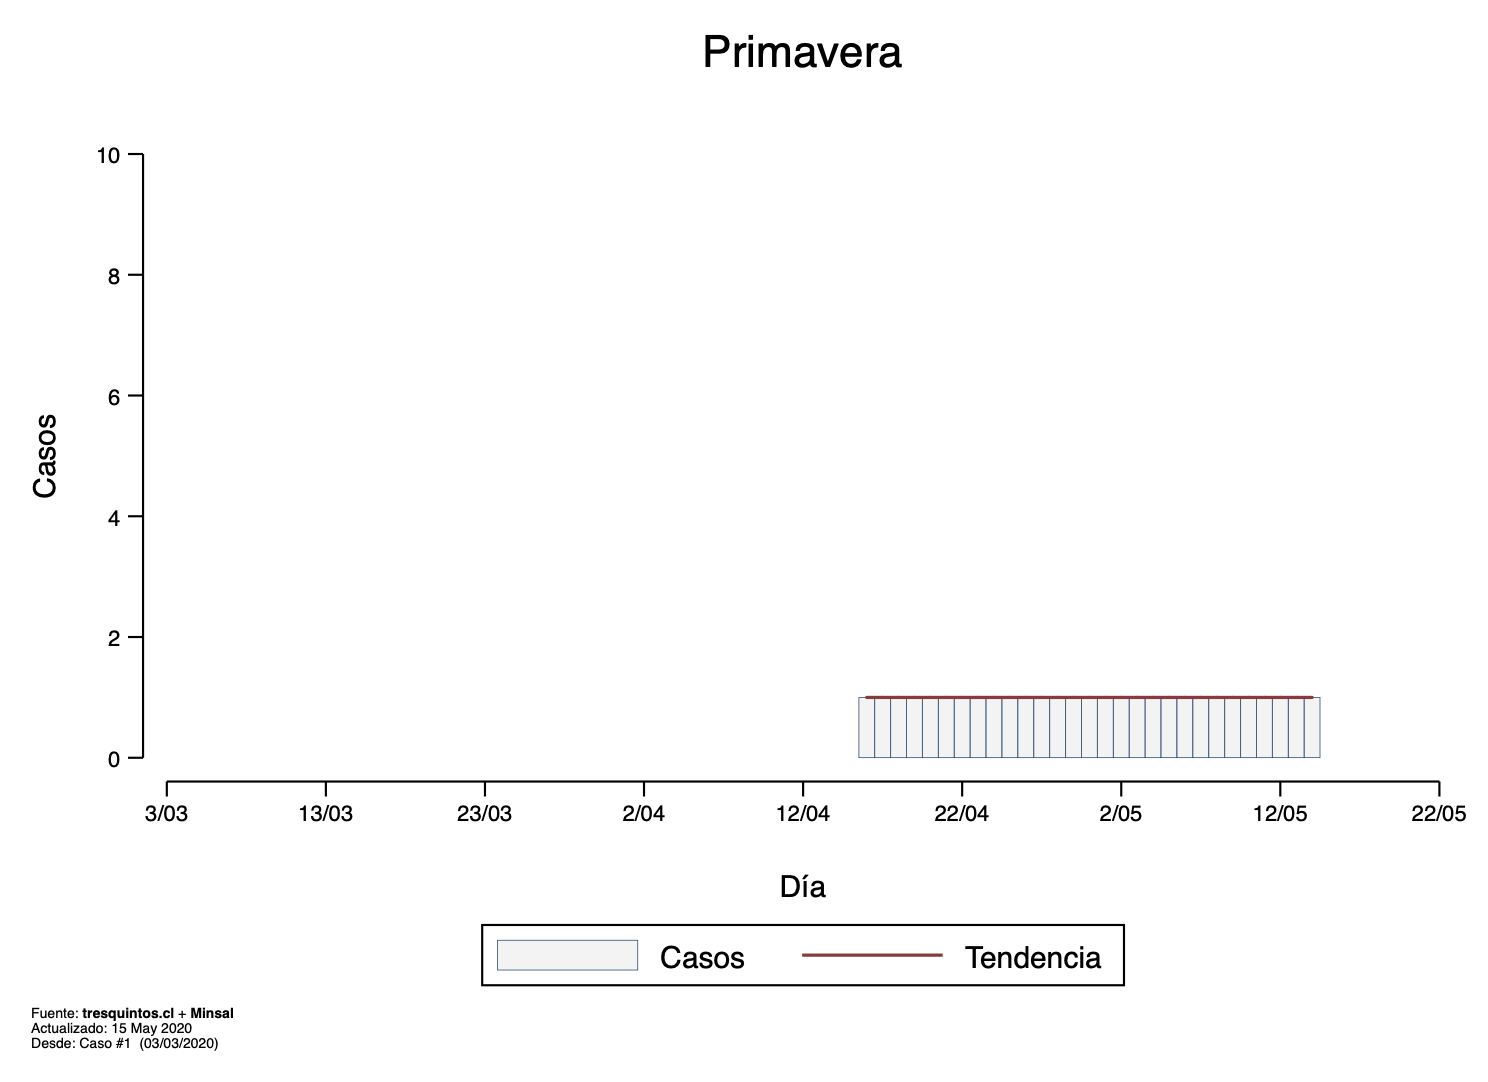 Primavera
10
8
6
4
2
0
Casos
3/03 13/03 23/03 2/04 12/04 22/04 2/05 12/05 22/05
Día
Casos Tendencia
Fuente: tresquintos.cl + Minsal
Actualizado: 15 May 2020
Desde: Caso #1 (03/03/2020)